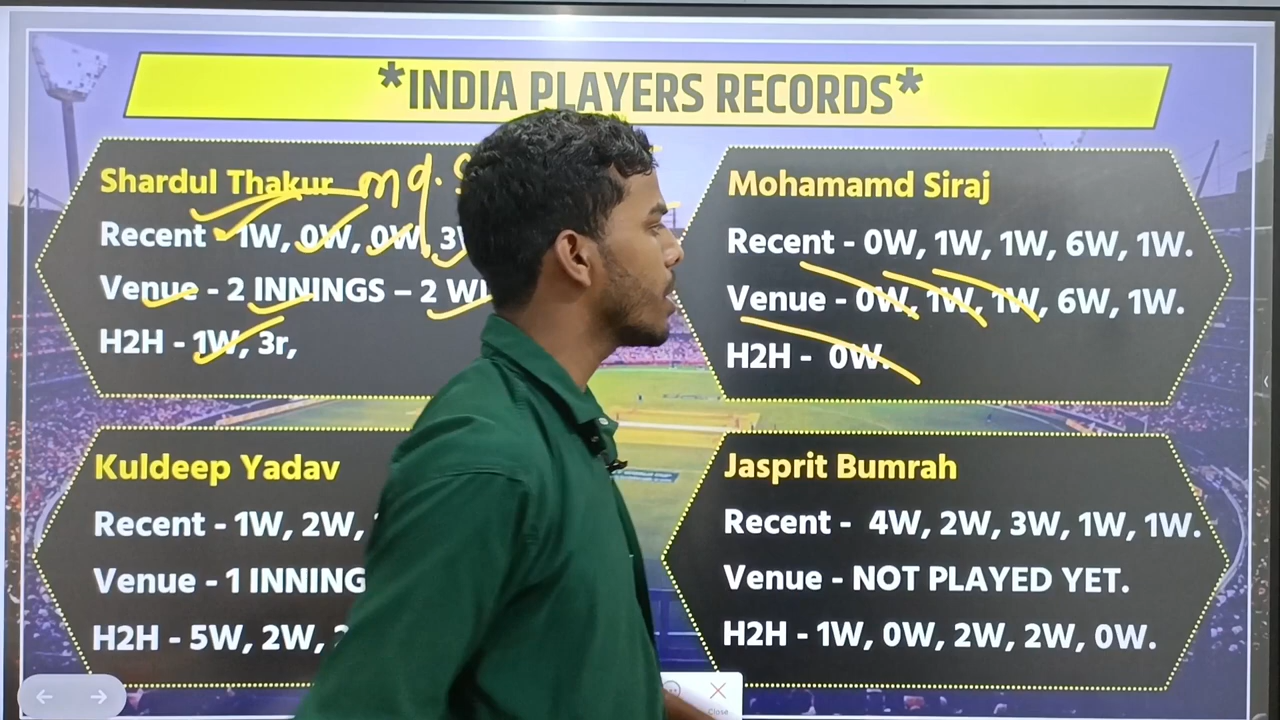 *INDIA PLAYERS RECORDS*
Shardul Thakur
Recent - 1W, 0W, 0W, 3W
Venue - 2 INNINGS – 2
H2H - 1W, 3r,
Mohamamd Siraj
Recent - 0W, 1W, 1W, 6W, 1W.
Venue - 0W, 1W, 1W, 6W, 1W.
H2H - 0W.
Kuldeep Yadav
Recent - 1W, 2W,
Venue - 1
H2H - 5W, 2W,
Jasprit Bumrah
Recent - 4W, 2W, 3W, 1W, 1W.
Venue - NOT PLAYED YET.
H2H - 1W, 0W, 2W, 2W, 0W.
Close